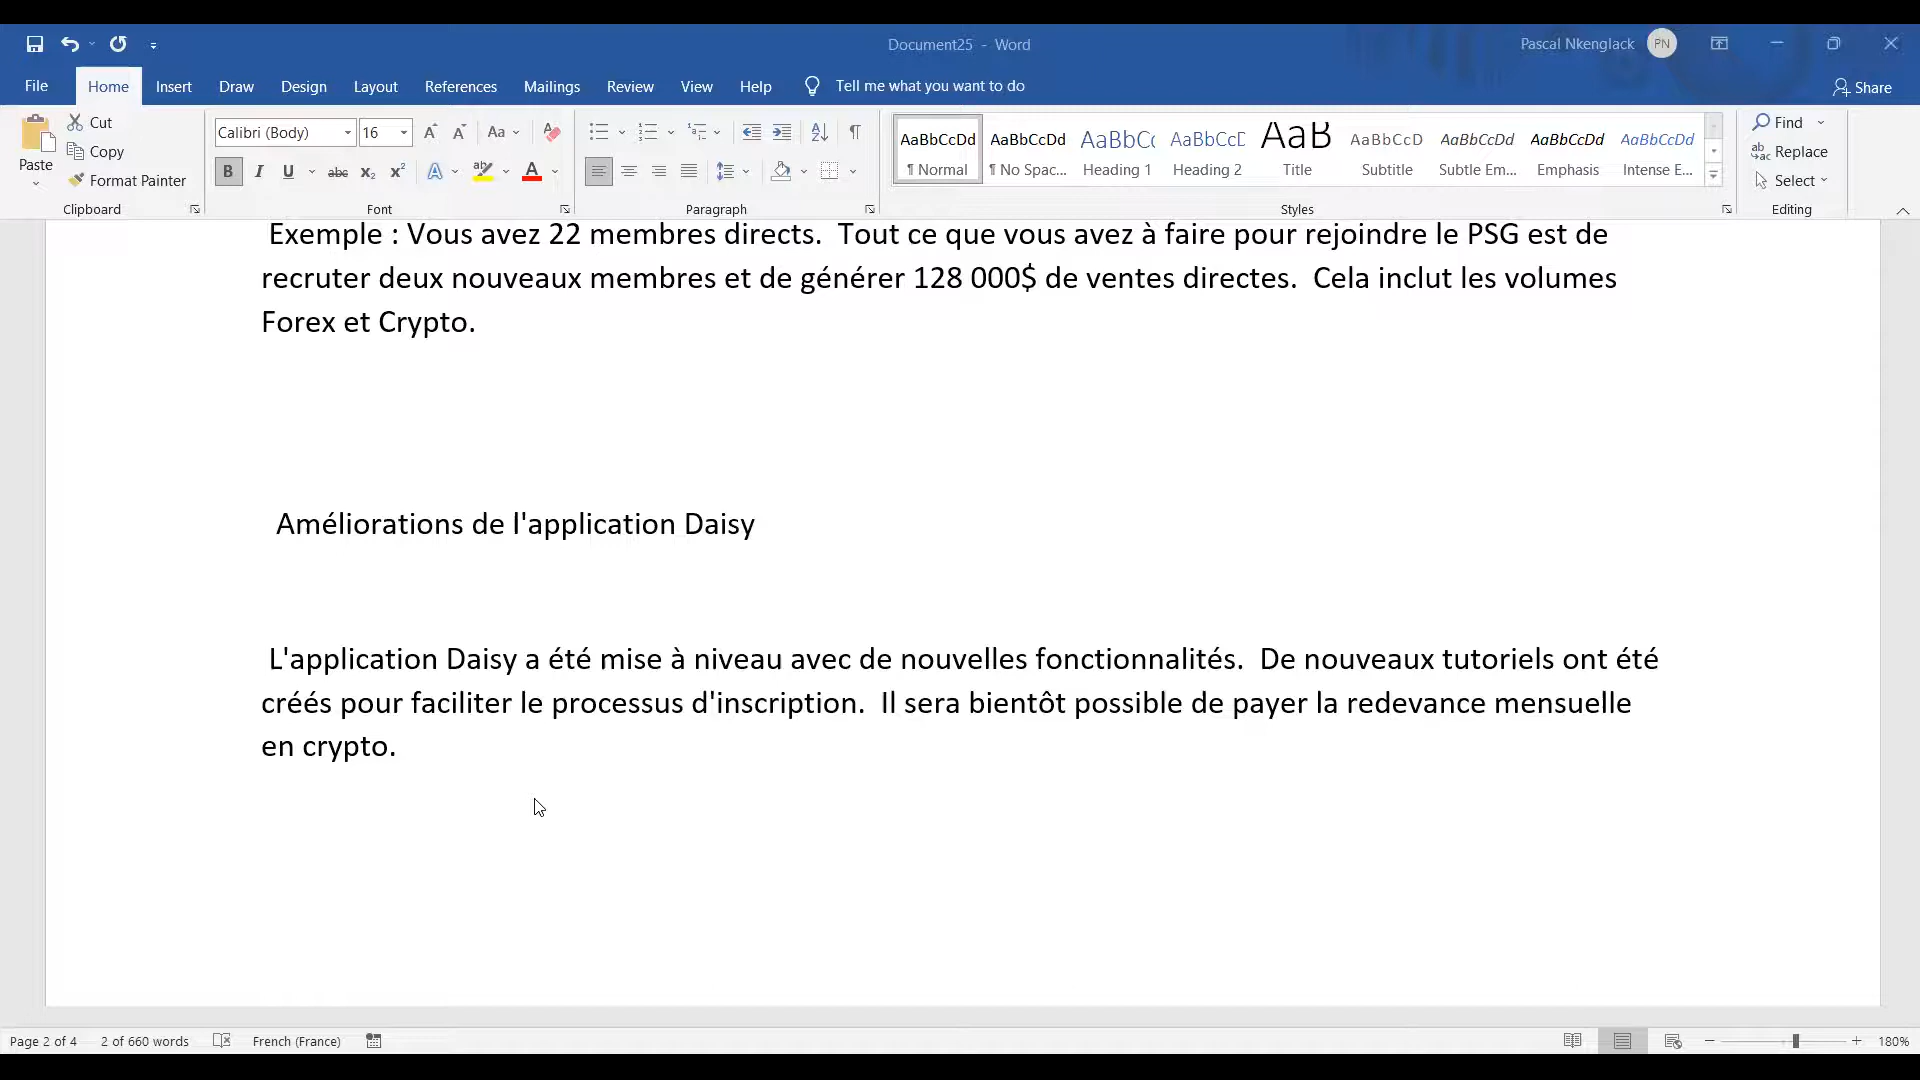 Document25 - Word
Pascal Nkenglack PN
File Home Insert Draw Design Layout References Mailings Review View Help Tell me what you want to do Share
Paste
Cut
Copy
Format Painter
Clipboard
Calibri (Body) 16
Font
Paragraph
AaBbCcDd AaBbCcDd AaBbCc AaBbCcD AaB AaBbCcD AaBbCcDd AaBbCcDd AaBbCcDd
¶ Normal ¶ No Spac... Heading 1 Heading 2 Title Subtitle Subtle Em... Emphasis Intense E...
Styles
Find
Replace
Select
Editing
Exemple : Vous avez 22 membres directs. Tout ce que vous avez à faire pour rejoindre le PSG est de
recruter deux nouveaux membres et de générer 128 000$ de ventes directes. Cela inclut les volumes
Forex et Crypto.
Améliorations de l'application Daisy
L'application Daisy a été mise à niveau avec de nouvelles fonctionnalités. De nouveaux tutoriels ont été
créés pour faciliter le processus d'inscription. Il sera bientôt possible de payer la redevance mensuelle
en crypto.
Page 2 of 4 2 of 660 words French (France) 180%